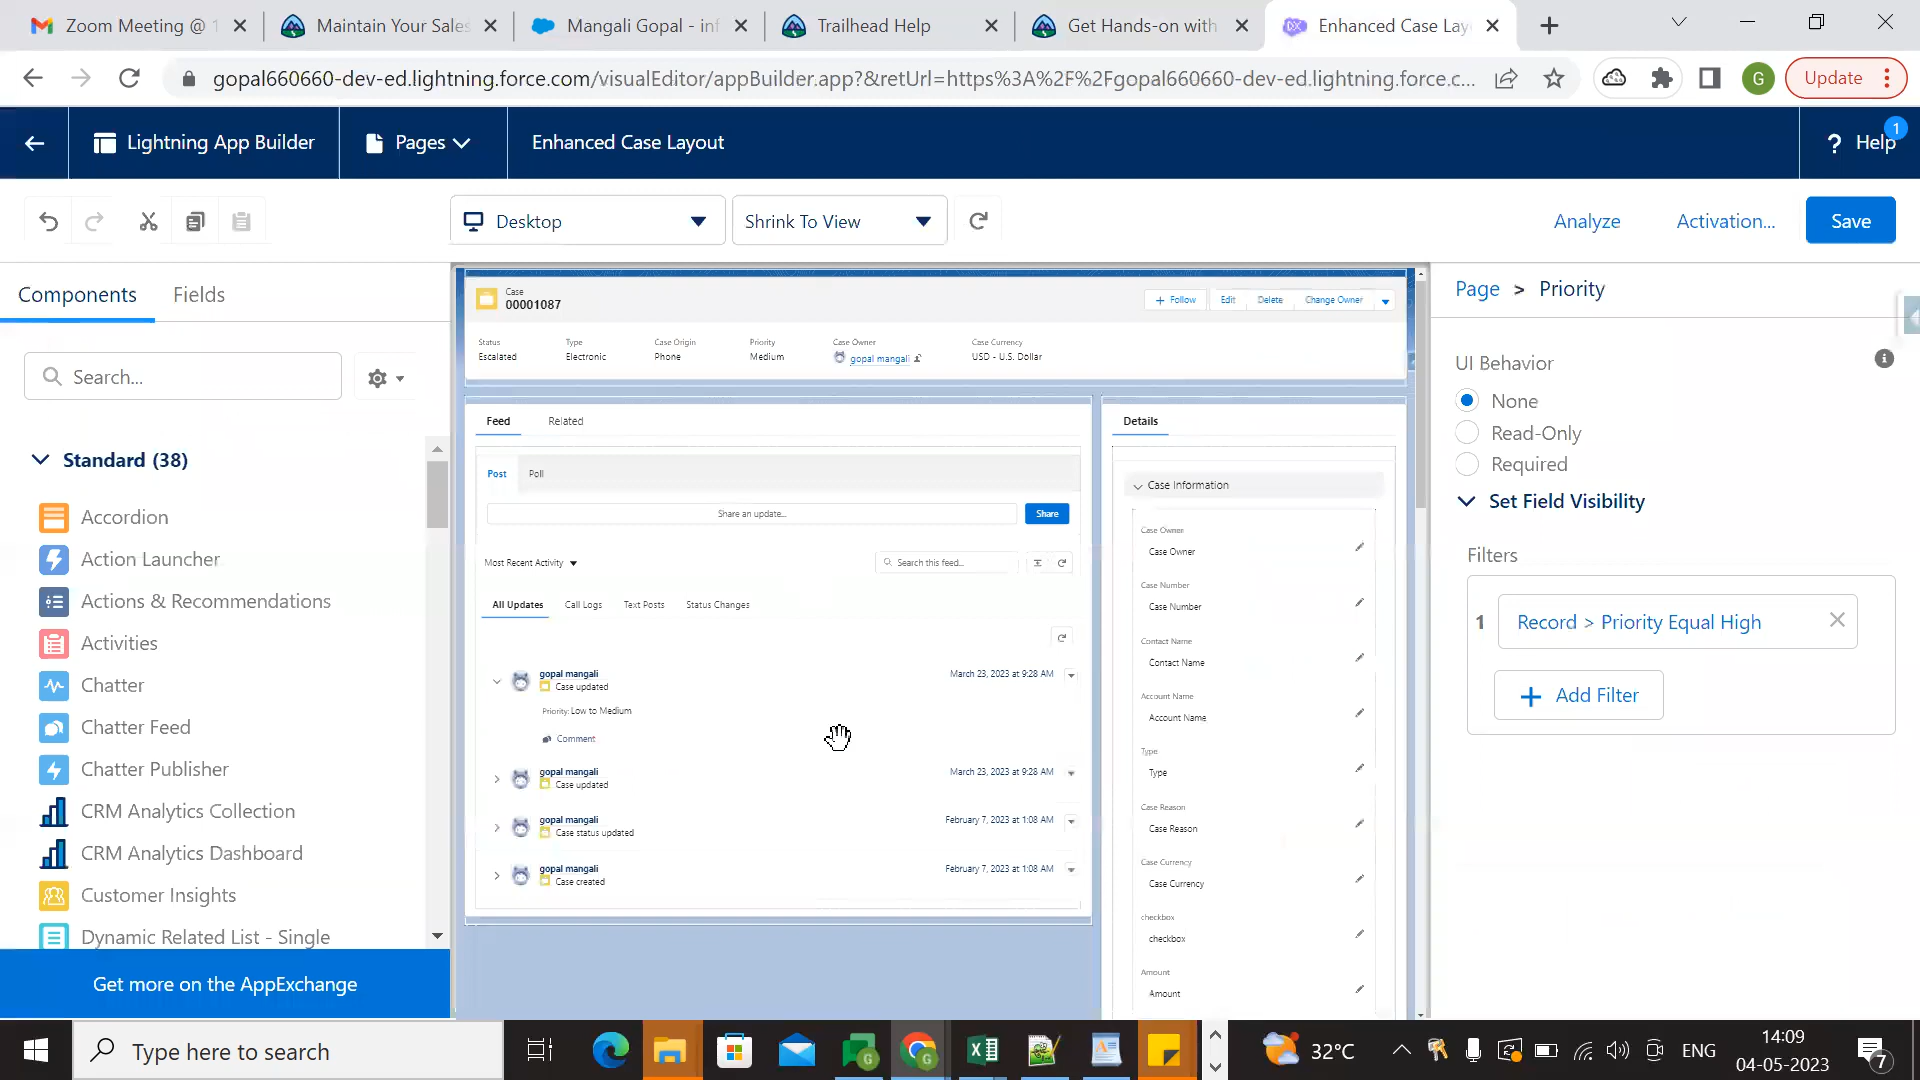 Zoom Meeting @ 1
Maintain Your Sales
Mangali Gopal - inf
Trailhead Help
Get Hands-on with
Enhanced Case Lay
gopal660660-dev-ed.lightning.force.com/visualEditor/appBuilder.app?&retUrl=https%3A%2F%2Fgopal660660-dev-ed.lightning.force.c...
G
Update
Lightning App Builder
Pages
Enhanced Case Layout
? Help
1
Desktop
Shrink To View
Analyze
Activation...
Save
Components
Fields
Search...
Standard (38)
Accordion
Action Launcher
Actions & Recommendations
Activities
Chatter
Chatter Feed
Chatter Publisher
CRM Analytics Collection
CRM Analytics Dashboard
Customer Insights
Dynamic Related List - Single
Get more on the AppExchange
Case
00001087
+ Follow
Edit
Delete
Change Owner
Status
Type
Case Origin
Priority
Case Owner
Case Currency
Escalated
Electronic
Phone
Medium
gopal mangali
USD - U.S. Dollar
Feed
Related
Post
Poll
Share an update...
Share
Most Recent Activity
Search this feed...
All Updates
Call Logs
Text Posts
Status Changes
gopal mangali
March 23, 2023 at 9:28 AM
Case updated
Priority: Low to Medium
Comment
gopal mangali
March 23, 2023 at 9:28 AM
Case updated
gopal mangali
February 7, 2023 at 1:08 AM
Case status updated
gopal mangali
February 7, 2023 at 1:08 AM
Case created
Details
Case Information
Case Owner
Case Owner
Case Number
Case Number
Contact Name
Contact Name
Account Name
Account Name
Type
Type
Case Reason
Case Reason
Case Currency
Case Currency
checkbox
checkbox
Amount
Amount
Page > Priority
UI Behavior
None
Read-Only
Required
Set Field Visibility
Filters
1
Record > Priority Equal High
+ Add Filter
Type here to search
32°C
ENG
14:09
04-05-2023
7